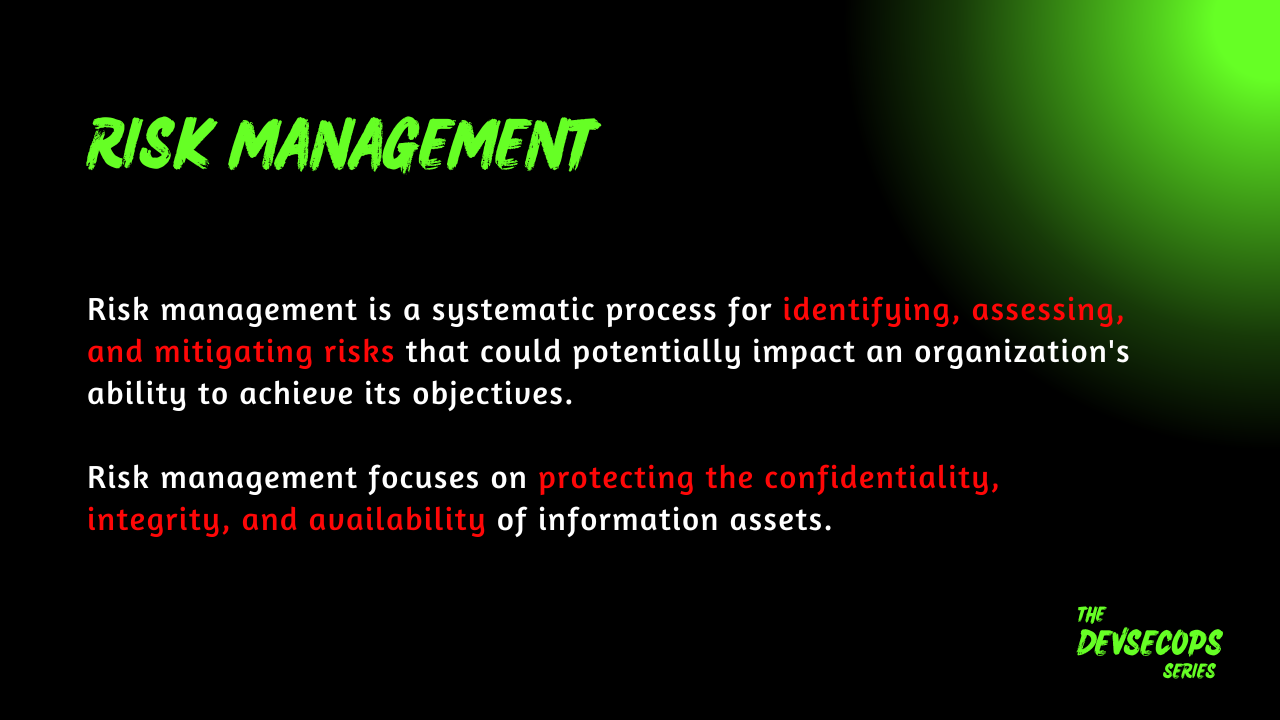 RISK MANAGEMENT
Risk management is a systematic process for identifying, assessing,
and mitigating risks that could potentially impact an organization's
ability to achieve its objectives.
Risk management focuses on protecting the confidentiality,
integrity, and availability of information assets.
THE
DEVSECOPS
SERIES